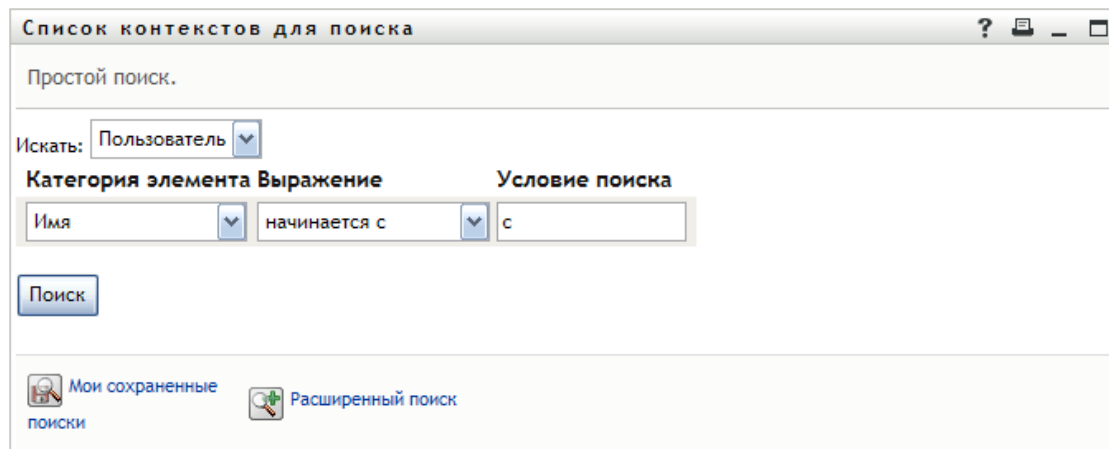 Список контекстов для поиска ?
Простой поиск.
Искать: Пользователь
Категория элемента Выражение Условие поиска
Имя начинается с с
Поиск
Мои сохраненные
поиски
Расширенный поиск